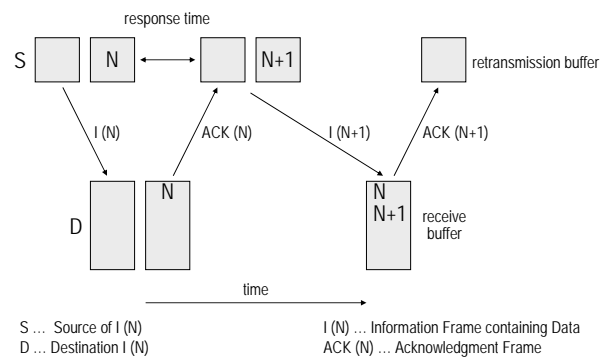 response time
S
N
N+1
retransmission buffer
I (N)
ACK (N)
I (N+1)
ACK (N+1)
D
N
N
N+1
receive
buffer
time
S ... Source of I (N)
I (N) ... Information Frame containing Data
D ... Destination I (N)
ACK (N) ... Acknowledgment Frame